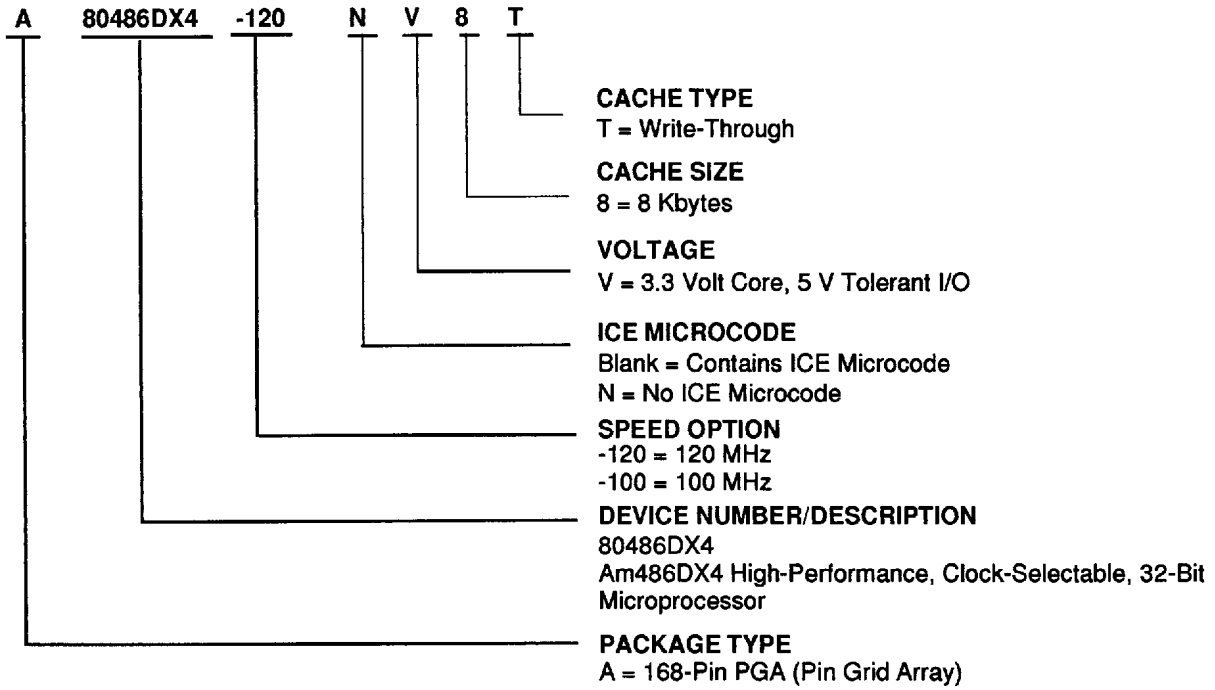 A 80486DX4 -120 N V 8 T
CACHE TYPE
T = Write-Through
CACHE SIZE
8 = 8 Kbytes
VOLTAGE
V = 3.3 Volt Core, 5 V Tolerant I/O
ICE MICROCODE
Blank = Contains ICE Microcode
N = No ICE Microcode
SPEED OPTION
-120 = 120 MHz
-100 = 100 MHz
DEVICE NUMBER/DESCRIPTION
80486DX4
Am486DX4 High-Performance, Clock-Selectable, 32-Bit
Microprocessor
PACKAGE TYPE
A = 168-Pin PGA (Pin Grid Array)